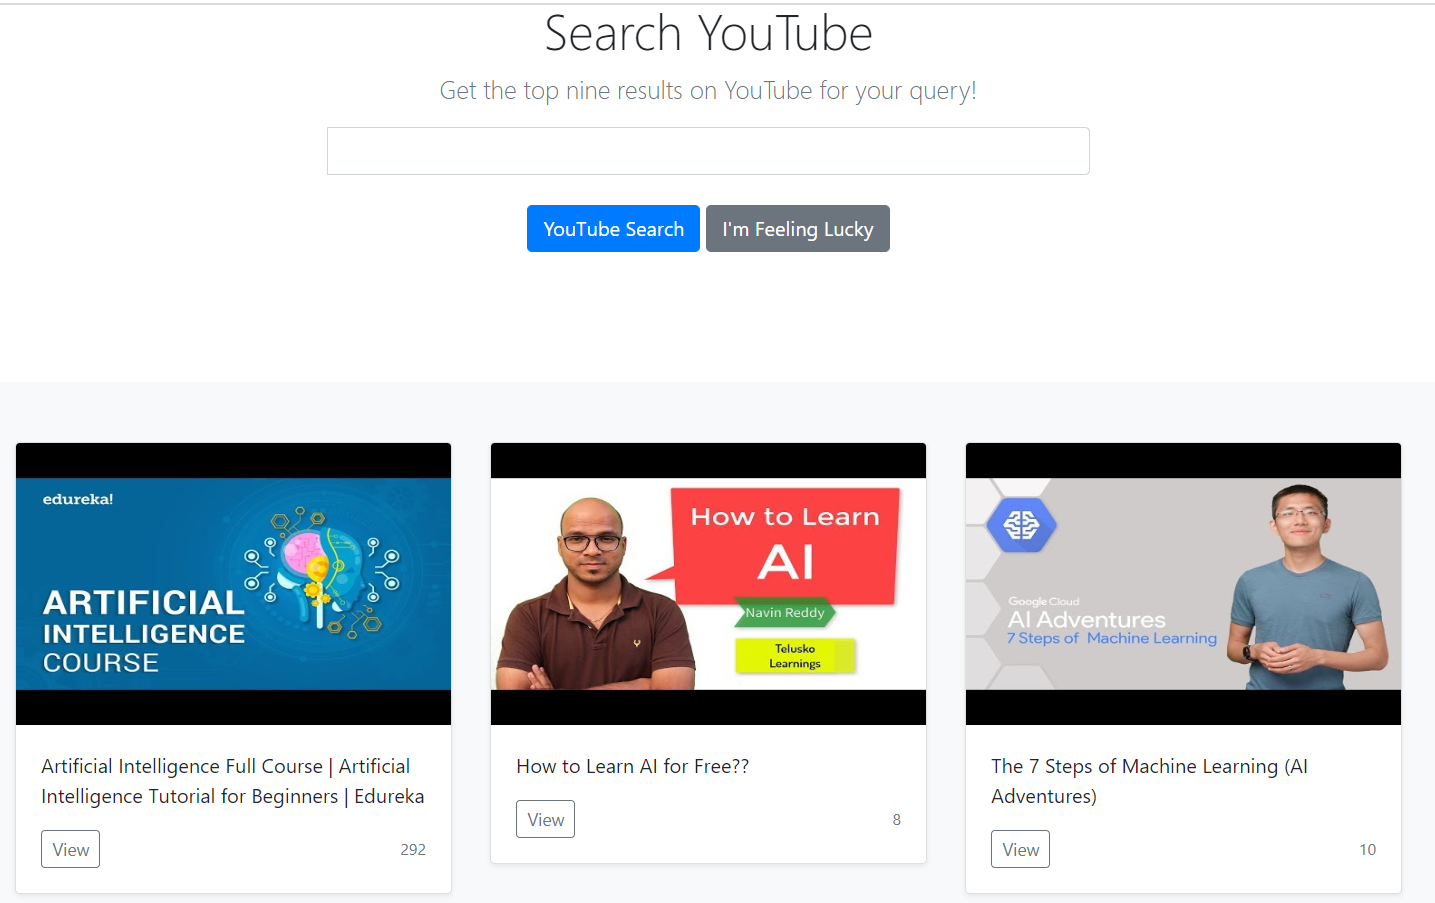 Search YouTube
Get the top nine results on YouTube for your query!
YouTube Search
I'm Feeling Lucky
edureka!
ARTIFICIAL
INTELLIGENCE
COURSE
Artificial Intelligence Full Course | Artificial
Intelligence Tutorial for Beginners | Edureka
View
292
How to Learn
AI
Navin Reddy
Telusko
Learnings
How to Learn AI for Free??
View
8
Google Cloud
AI Adventures
7 Steps of Machine Learning
The 7 Steps of Machine Learning (AI
Adventures)
View
10